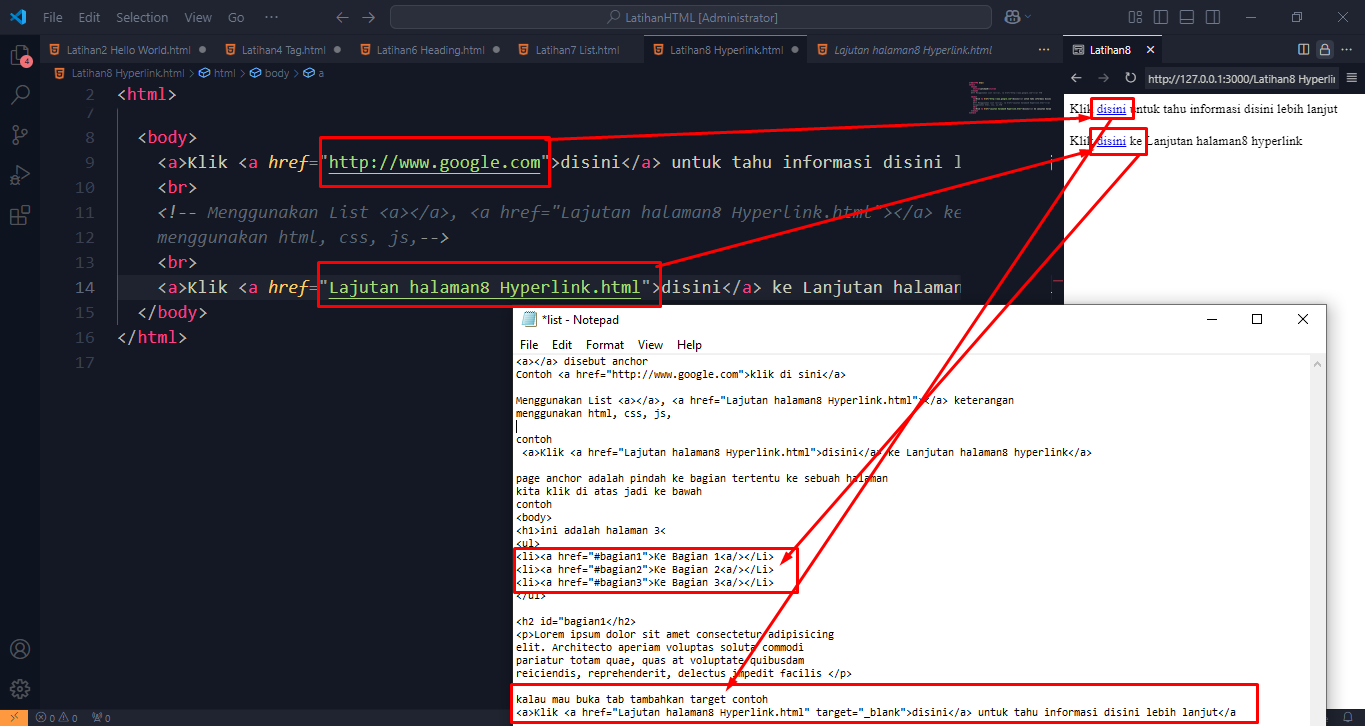 File Edit Selection View Go ··· LatihanHTML [Administrator]
Latihan2 Hello World.html Latihan4 Tag.html Latihan6 Heading.html Latihan7 List.html Latihan8 Hyperlink.html Lajutan halaman8 Hyperlink.html ··· Latihan8
4
Latihan8 Hyperlink.html > html > body > a
http://127.0.0.1:3000/Latihan8 Hyperlin
2 <html>
7
8 <body>
9 <a>Klik <a href="http://www.google.com">disini</a> untuk tahu informasi disini l
10 <br>
11 <!-- Menggunakan List <a></a>, <a href="Lajutan halaman8 Hyperlink.html"></a> ke
12 menggunakan html, css, js,-->
13 <br>
14 <a>Klik <a href="Lajutan halaman8 Hyperlink.html">disini</a> ke Lanjutan halaman
15 </body>
16 </html>
17
Klik disini untuk tahu informasi disini lebih lanjut
Klik disini ke Lanjutan halaman8 hyperlink
*list - Notepad
File Edit Format View Help
<a></a> disebut anchor
Contoh <a href="http://www.google.com">klik di sini</a>
Menggunakan List <a></a>, <a href="Lajutan halaman8 Hyperlink.html"></a> keterangan
menggunakan html, css, js,
contoh
<a>Klik <a href="Lajutan halaman8 Hyperlink.html">disini</a> ke Lanjutan halaman8 hyperlink</a>
page anchor adalah pindah ke bagian tertentu ke sebuah halaman
kita klik di atas jadi ke bawah
contoh
<body>
<h1>ini adalah halaman 3<
<ul>
<li><a href="#bagian1">Ke Bagian 1<a/></Li>
<li><a href="#bagian2">Ke Bagian 2<a/></Li>
<li><a href="#bagian3">Ke Bagian 3<a/></Li>
</ul>
<h2 id="bagian1</h2>
<p>Lorem ipsum dolor sit amet consectetur adipisicing
elit. Architecto aperiam voluptas soluta commodi
pariatur totam quae, quas at voluptate quibusdam
reiciendis, reprehenderit, delectus impedit facilis </p>
kalau mau buka tab tambahkan target contoh
<a>Klik <a href="Lajutan halaman8 Hyperlink.html" target="_blank">disini</a> untuk tahu informasi disini lebih lanjut</a
0 0 0